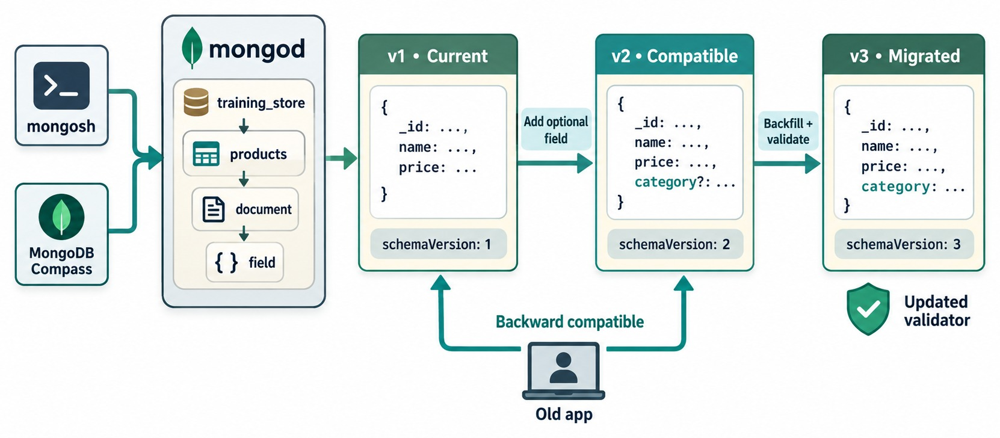 mongosh
MongoDB
Compass
mongod
training_store
products
document
{ } field
v1 • Current
{
_id: ...,
name: ...,
price: ...
}
schemaVersion: 1
Add optional
field
v2 • Compatible
{
_id: ...,
name: ...,
price: ...,
category?: ...
}
schemaVersion: 2
Backfill +
validate
v3 • Migrated
{
_id: ...,
name: ...,
price: ...,
category: ...
}
schemaVersion: 3
Updated
validator
Backward compatible
Old app